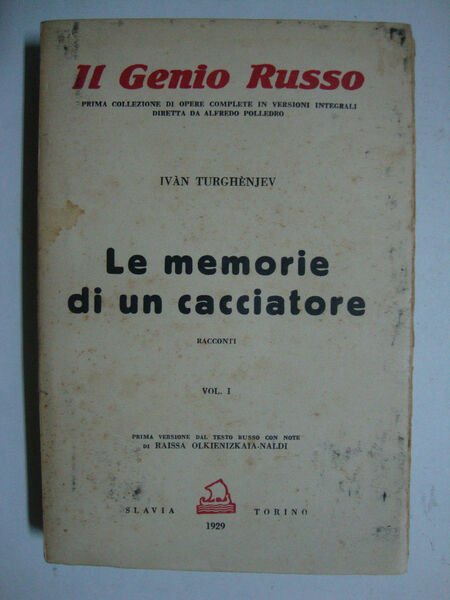 Il Genio Russo
PRIMA COLLEZIONE DI OPERE COMPLETE IN VERSIONI INTEGRALI
DIRETTA DA ALFREDO POLLEDRO
IVÀN TURGHÈNJEV
Le memorie
di un cacciatore
RACCONTI
VOL. I
PRIMA VERSIONE DAL TESTO RUSSO CON NOTE
DI RAISSA OLKIENIZKAIA-NALDI
SLAVIA TORINO
1929